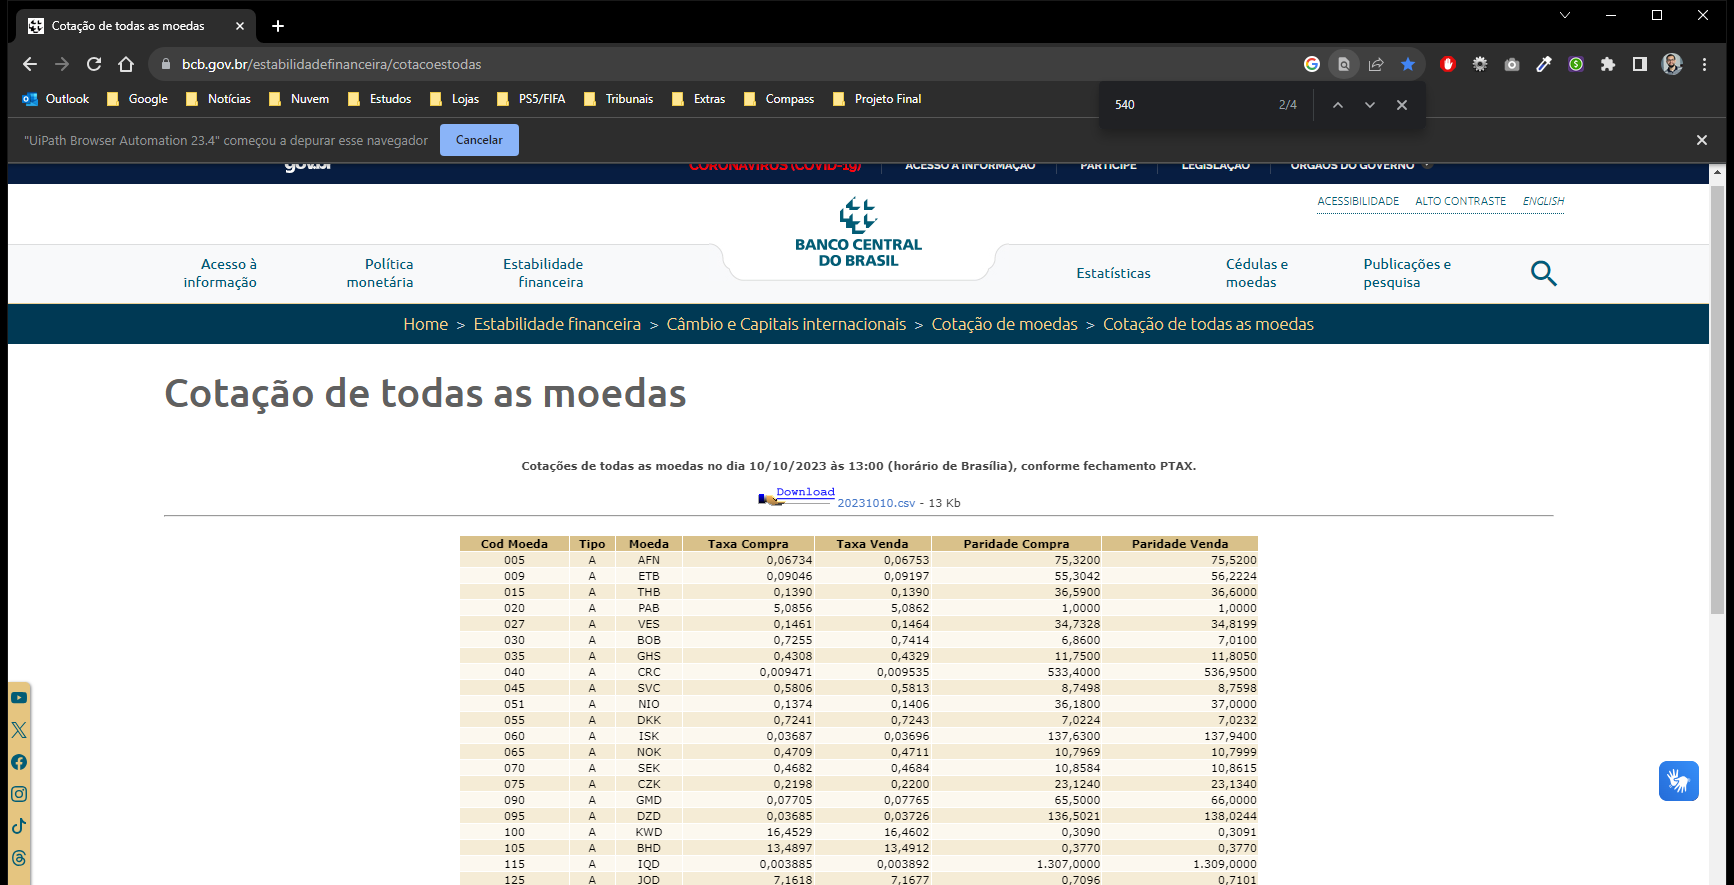 Cotação de todas as moedas
bcb.gov.br/estabilidadefinanceira/cotacoestodas
Outlook Google Notícias Nuvem Estudos Lojas PS5/FIFA Tribunais Extras Compass Projeto Final
540 2/4
"UiPath Browser Automation 23.4" começou a depurar esse navegador Cancelar
gov.br CORONAVÍRUS (COVID-19) ACESSO À INFORMAÇÃO PARTICIPE LEGISLAÇÃO ÓRGÃOS DO GOVERNO
ACESSIBILIDADE ALTO CONTRASTE ENGLISH
BANCO CENTRAL
DO BRASIL
Acesso à
informação
Política
monetária
Estabilidade
financeira
Estatísticas
Cédulas e
moedas
Publicações e
pesquisa
Home > Estabilidade financeira > Câmbio e Capitais internacionais > Cotação de moedas > Cotação de todas as moedas
Cotação de todas as moedas
Cotações de todas as moedas no dia 10/10/2023 às 13:00 (horário de Brasília), conforme fechamento PTAX.
Download 20231010.csv - 13 Kb
Cod Moeda Tipo Moeda Taxa Compra Taxa Venda Paridade Compra Paridade Venda
005 A AFN 0,06734 0,06753 75,3200 75,5200
009 A ETB 0,09046 0,09197 55,3042 56,2224
015 A THB 0,1390 0,1390 36,5900 36,6000
020 A PAB 5,0856 5,0862 1,0000 1,0000
027 A VES 0,1461 0,1464 34,7328 34,8199
030 A BOB 0,7255 0,7414 6,8600 7,0100
035 A GHS 0,4308 0,4329 11,7500 11,8050
040 A CRC 0,009471 0,009535 533,4000 536,9500
045 A SVC 0,5806 0,5813 8,7498 8,7598
051 A NIO 0,1374 0,1406 36,1800 37,0000
055 A DKK 0,7241 0,7243 7,0224 7,0232
060 A ISK 0,03687 0,03696 137,6300 137,9400
065 A NOK 0,4709 0,4711 10,7969 10,7999
070 A SEK 0,4682 0,4684 10,8584 10,8615
075 A CZK 0,2198 0,2200 23,1240 23,1340
090 A GMD 0,07705 0,07765 65,5000 66,0000
095 A DZD 0,03685 0,03726 136,5021 138,0244
100 A KWD 16,4529 16,4602 0,3090 0,3091
105 A BHD 13,4897 13,4912 0,3770 0,3770
115 A IQD 0,003885 0,003892 1.307,0000 1.309,0000
125 A JOD 7,1618 7,1677 0,7096 0,7101